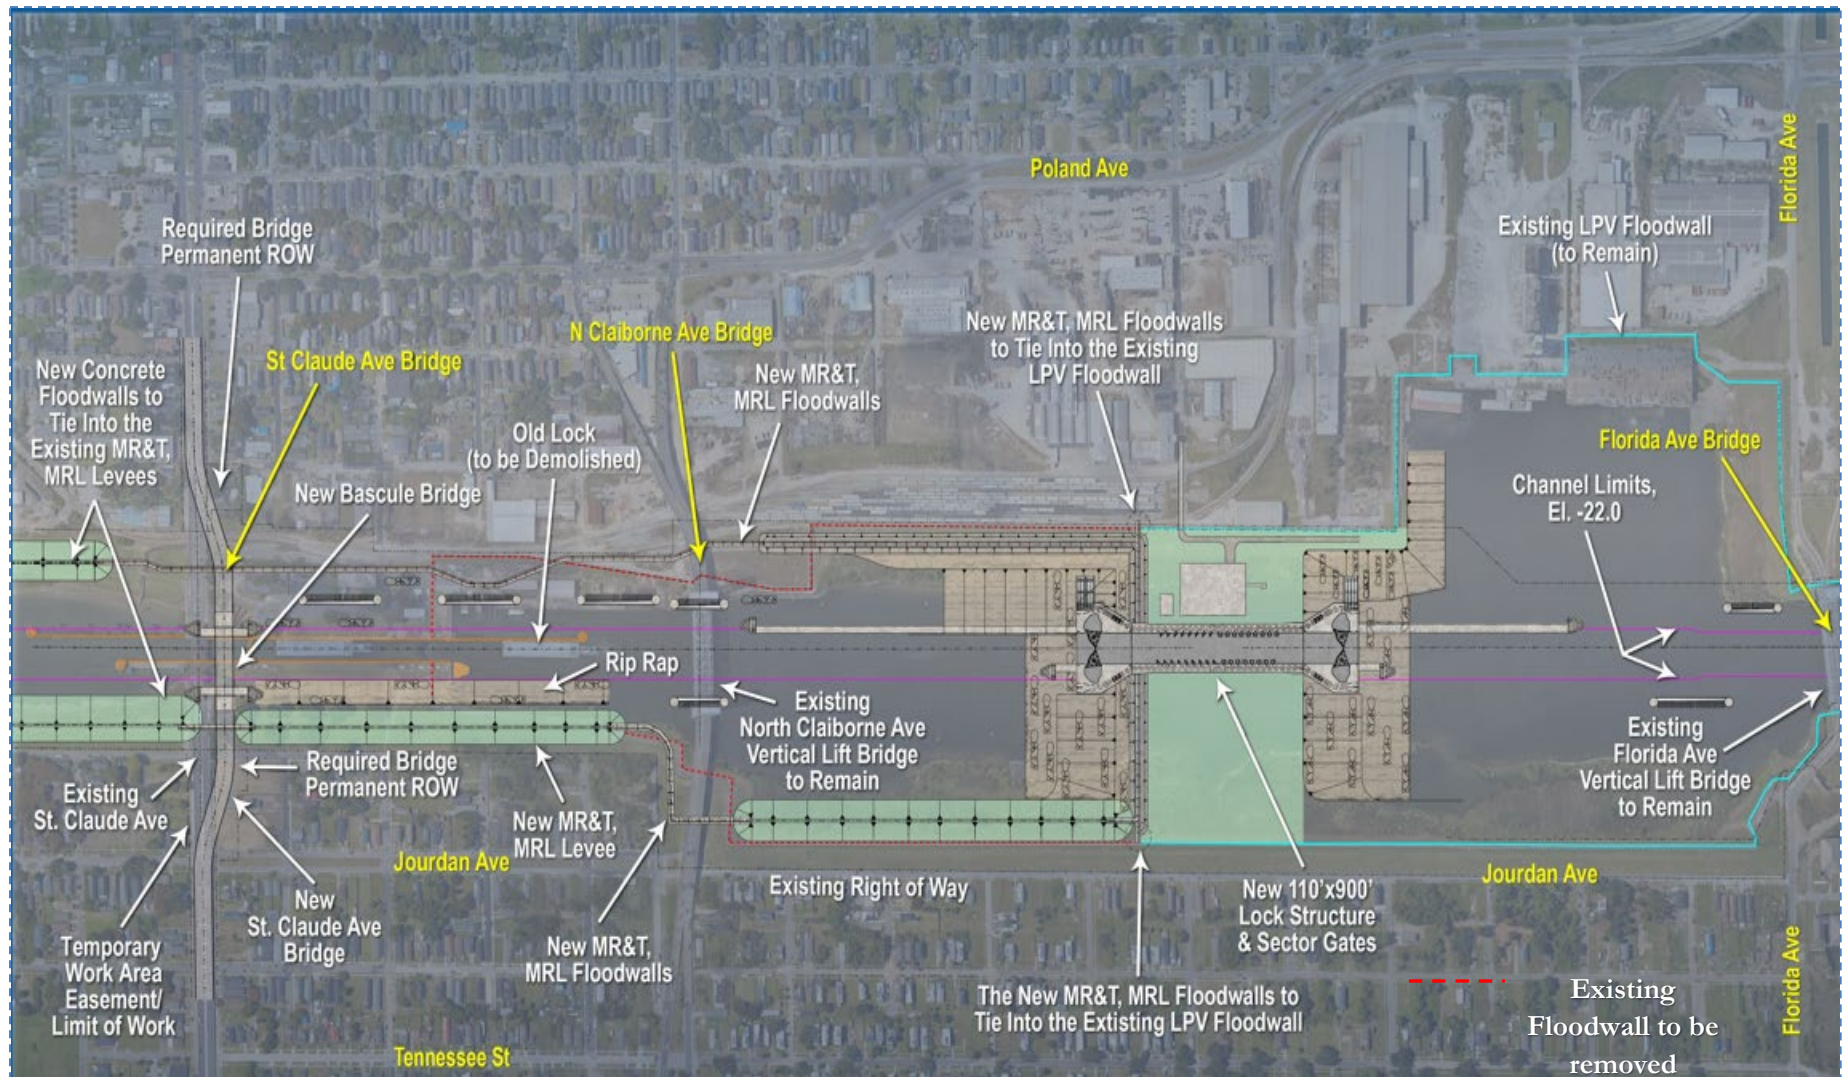 Poland Ave
Florida Ave
Required Bridge
Permanent ROW
Existing LPV Floodwall
(to Remain)
N Claiborne Ave Bridge
New MR&T, MRL Floodwalls
to Tie Into the Existing
LPV Floodwall
St Claude Ave Bridge
New Concrete
Floodwalls to
Tie Into the
Existing MR&T,
MRL Levees
New MR&T,
MRL Floodwalls
Old Lock
(to be Demolished)
Florida Ave Bridge
New Bascule Bridge
Channel Limits,
El. -22.0
Rip Rap
Existing
North Claiborne Ave
Vertical Lift Bridge
to Remain
Existing
Florida Ave
Vertical Lift Bridge
to Remain
Required Bridge
Permanent ROW
Existing
St. Claude Ave
New MR&T,
MRL Levee
Jourdan Ave
Existing Right of Way
Jourdan Ave
New
St. Claude Ave
Bridge
New 110'x900'
Lock Structure
& Sector Gates
Temporary
Work Area
Easement/
Limit of Work
New MR&T,
MRL Floodwalls
The New MR&T, MRL Floodwalls to
Tie Into the Extisting LPV Floodwall
Existing
Floodwall to be
removed
Florida Ave
Tennessee St